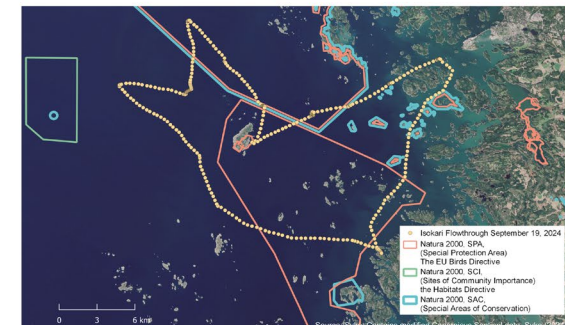 Isokari Flowthrough September 19, 2024
Natura 2000, SPA,
(Special Protection Area)
The EU Birds Directive
Natura 2000, SCI,
(Sites of Community Importance)
the Habitats Directive
Natura 2000, SAC,
(Special Areas of Conservation)
0 3 6 km